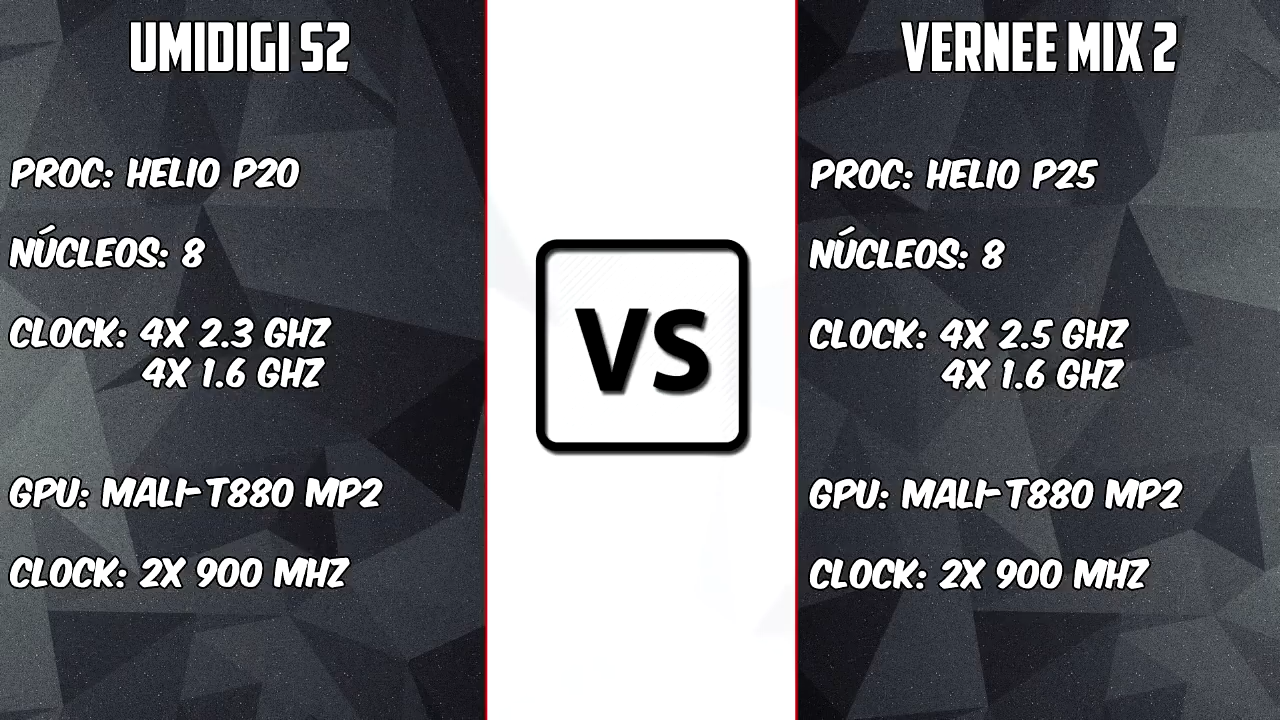 UMIDIGI S2
PROC: HELIO P20
NÚCLEOS: 8
CLOCK: 4X 2.3 GHZ
4X 1.6 GHZ
GPU: MALI-T880 MP2
CLOCK: 2X 900 MHZ
VS
VERNEE MIX 2
PROC: HELIO P25
NÚCLEOS: 8
CLOCK: 4X 2.5 GHZ
4X 1.6 GHZ
GPU: MALI-T880 MP2
CLOCK: 2X 900 MHZ